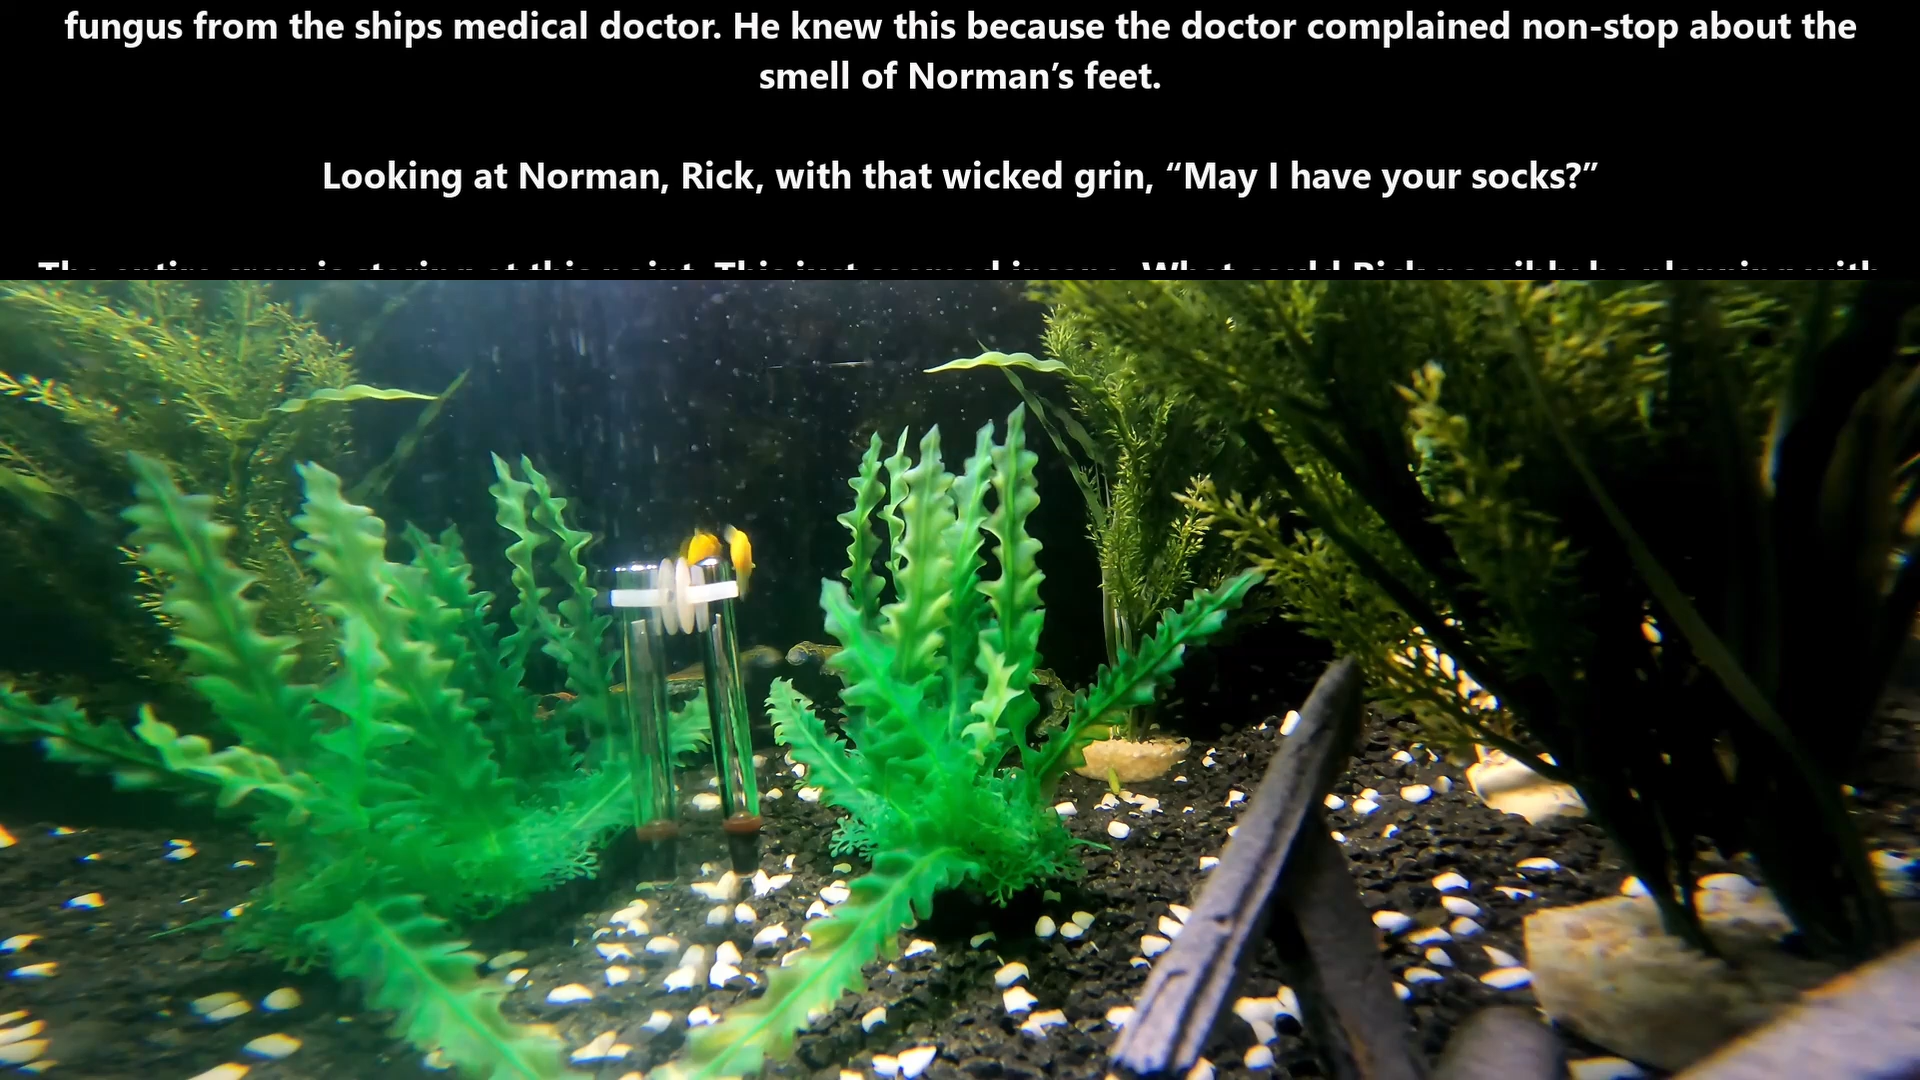 fungus from the ships medical doctor. He knew this because the doctor complained non-stop about the
smell of Norman’s feet.
Looking at Norman, Rick, with that wicked grin, “May I have your socks?”